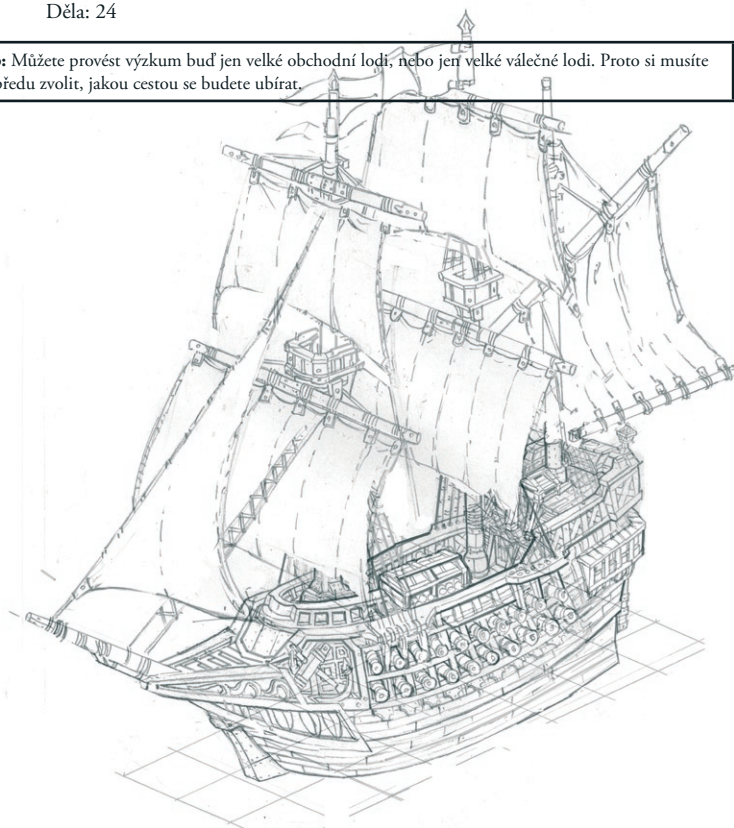 Děla: 24
: Můžete provést výzkum buď jen velké obchodní lodi, nebo jen velké válečné lodi. Proto si musíte
ředu zvolit, jakou cestou se budete ubírat.